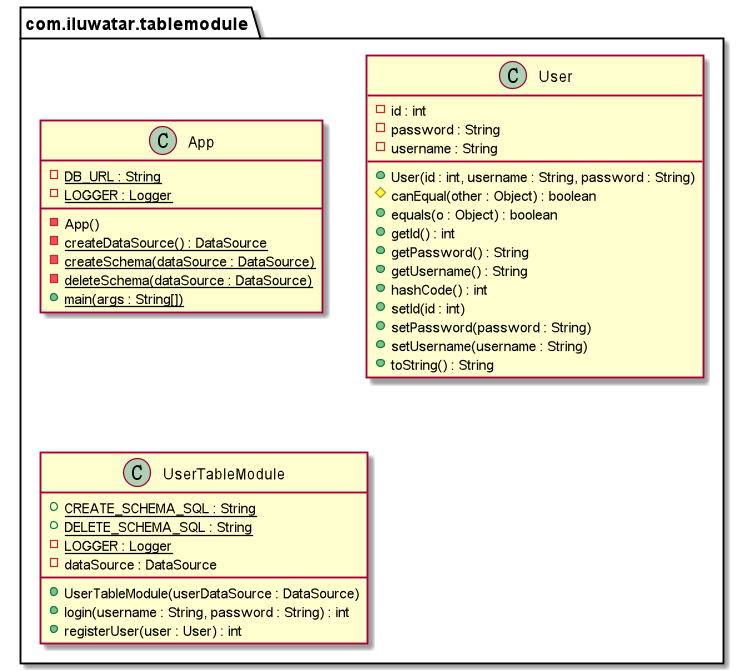 com.iluwatar.tablemodule
C User
id : int
password : String
username : String
User(id : int, username : String, password : String)
canEqual(other : Object) : boolean
equals(o : Object) : boolean
getId() : int
getPassword() : String
getUsername() : String
hashCode() : int
setId(id : int)
setPassword(password : String)
setUsername(username : String)
toString() : String
C App
DB_URL : String
LOGGER : Logger
App()
createDataSource() : DataSource
createSchema(dataSource : DataSource)
deleteSchema(dataSource : DataSource)
main(args : String[])
C UserTableModule
CREATE_SCHEMA_SQL : String
DELETE_SCHEMA_SQL : String
LOGGER : Logger
dataSource : DataSource
UserTableModule(userDataSource : DataSource)
login(username : String, password : String) : int
registerUser(user : User) : int